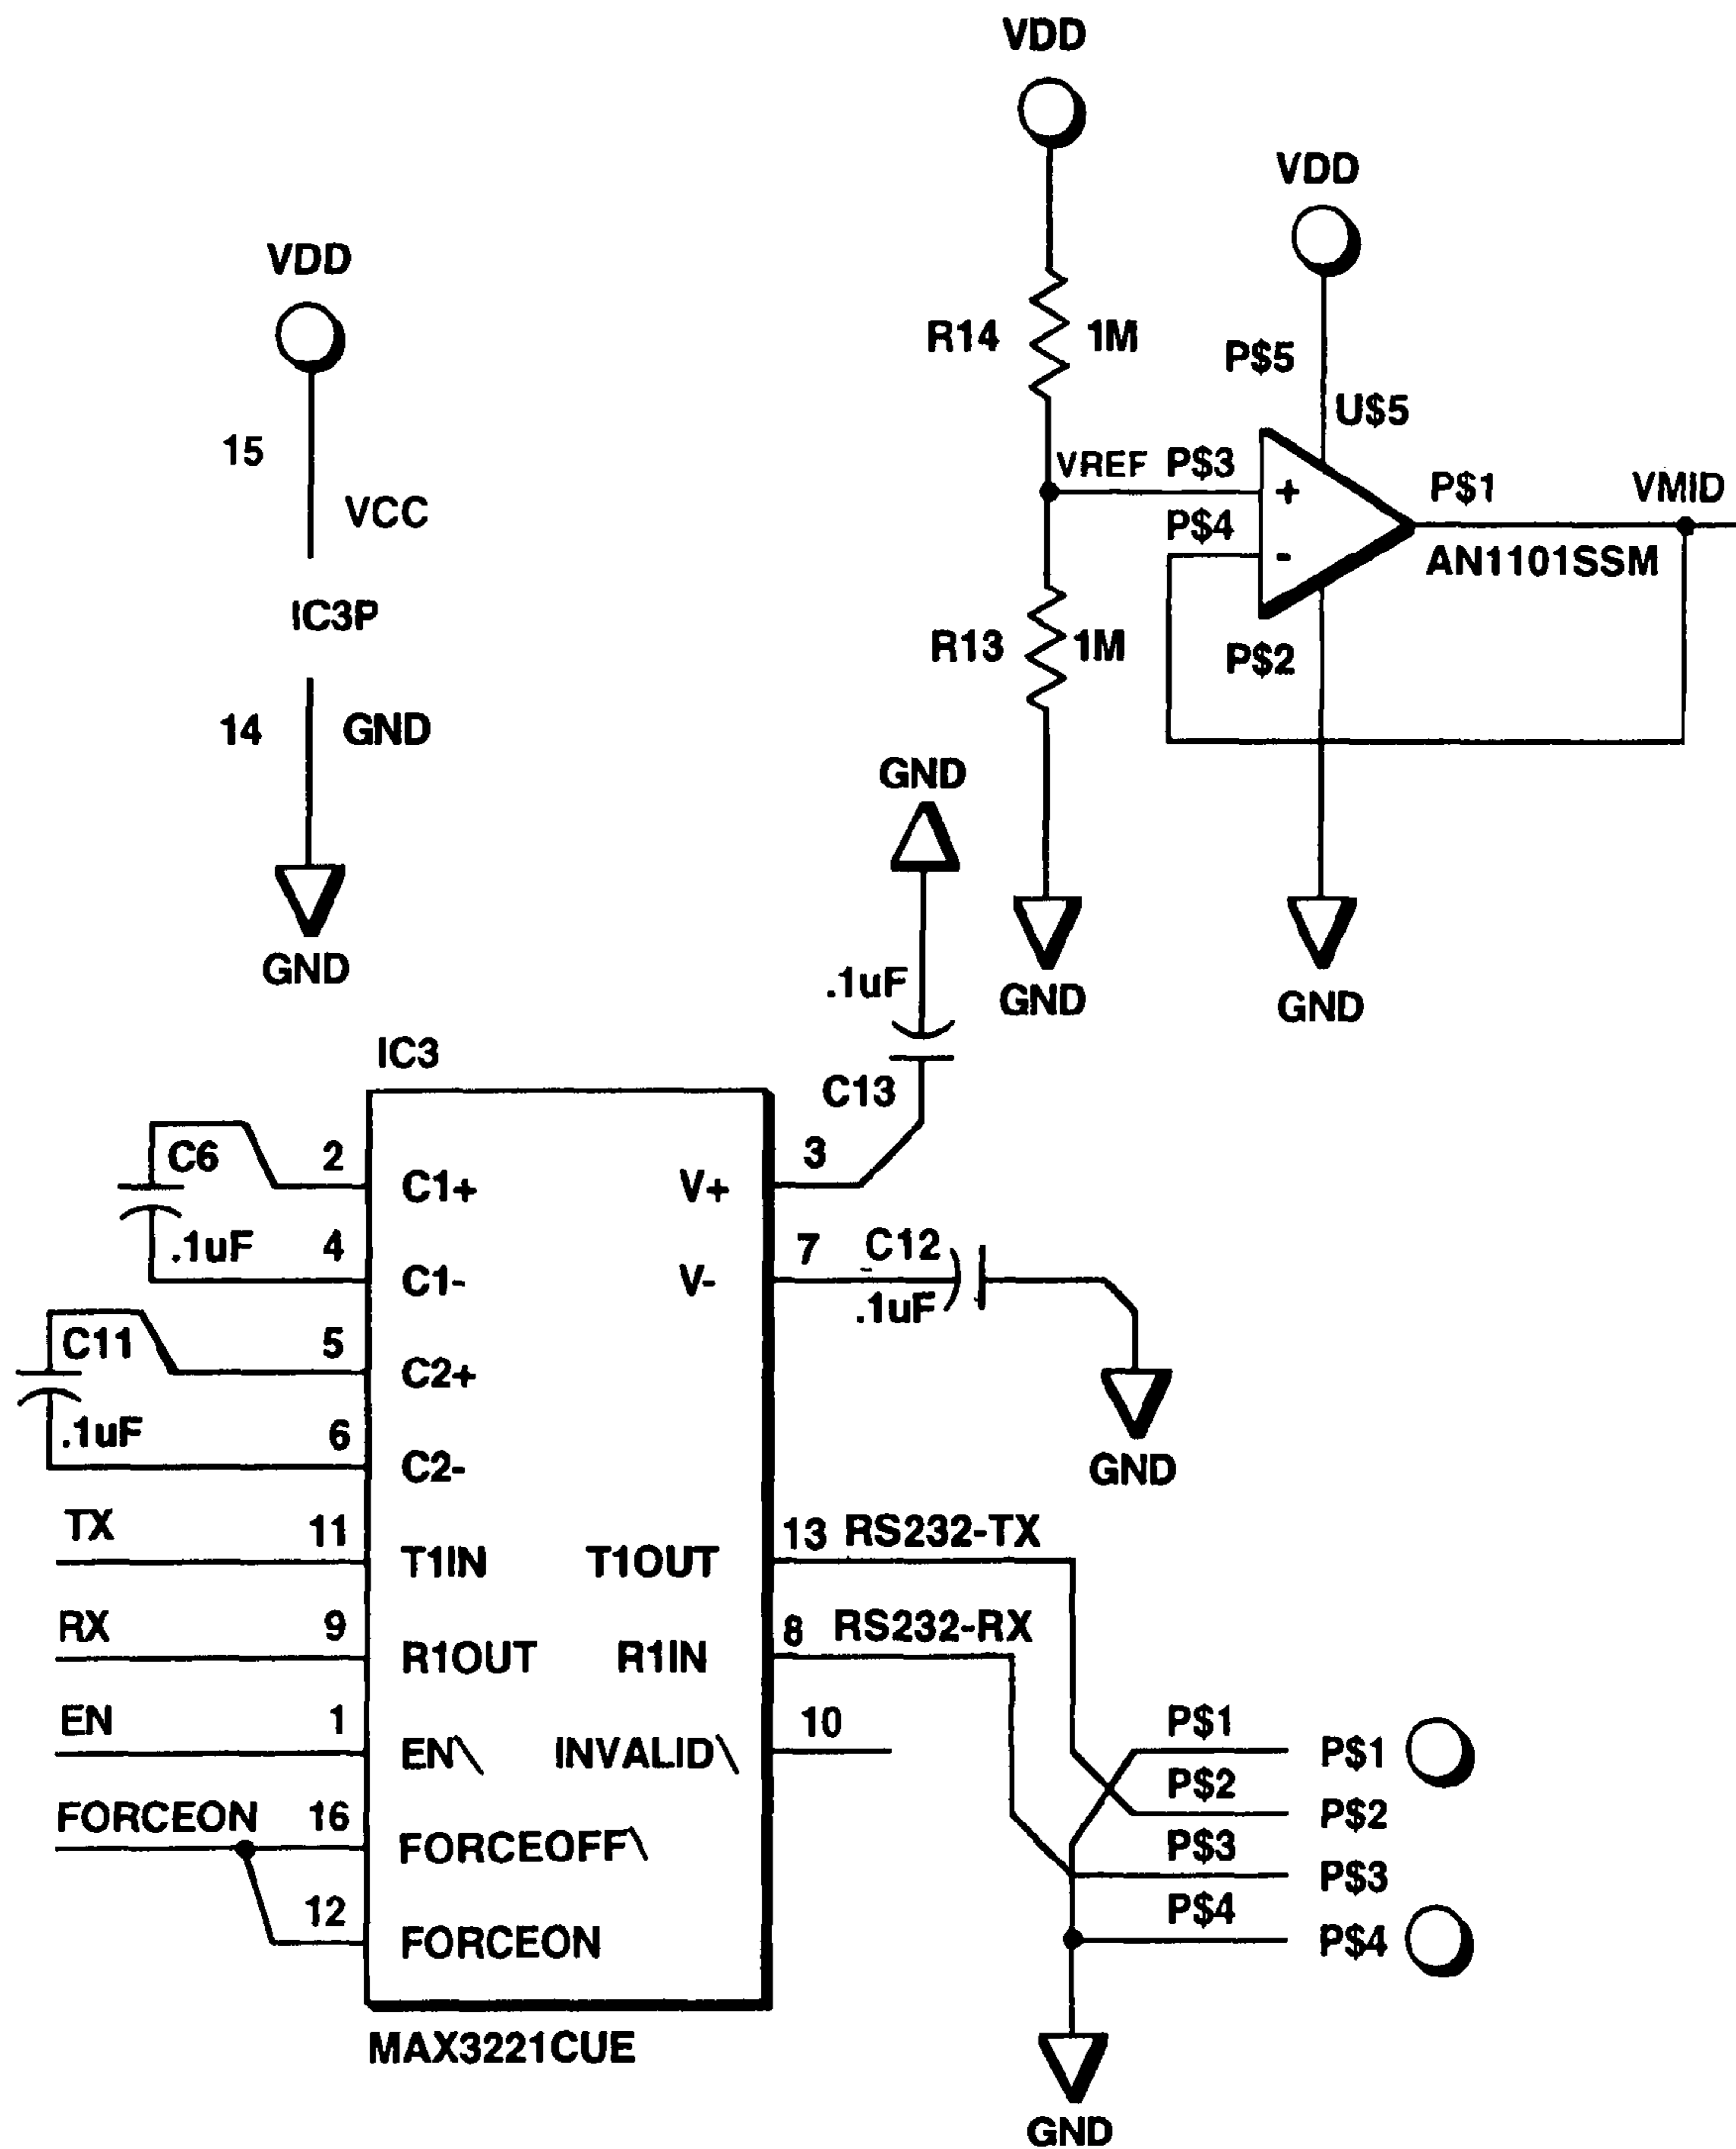 VDD
VDD
VDD
R14 1M
P$5
U$5
15
VCC
VREF P$3
+
P$1 VMID
P$4
-
AN1101SSM
IC3P
R13 1M
P$2
14 GND
GND
GND
.1uF
GND
GND
IC3
C13
C6 2
3
C1+ V+
.1uF 4
7 C12
C1- V-
.1uF
C11 5
C2+
.1uF 6
C2-
GND
TX 11
13 RS232-TX
T1IN T1OUT
RX 9
8 RS232-RX
R1OUT R1IN
EN 1
10
P$1
EN\ INVALID\
P$1
P$2
FORCEON 16
P$2
FORCEOFF\
P$3
P$3
12
P$4
FORCEON
P$4
MAX3221CUE
GND